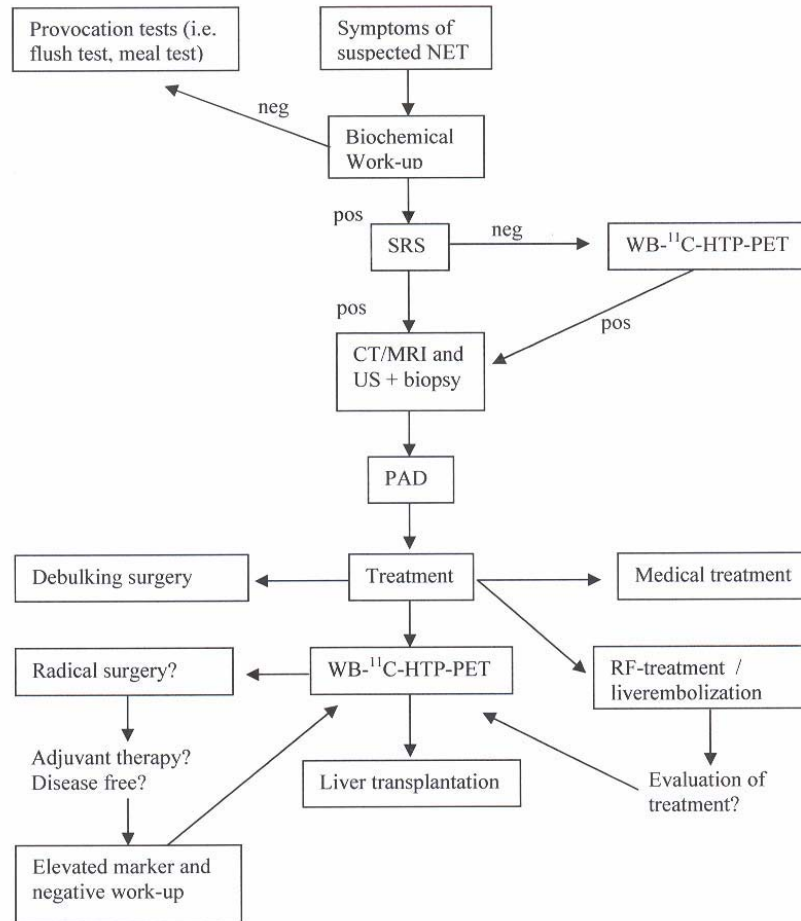 Provocation tests (i.e.
flush test, meal test)
Symptoms of
suspected NET
neg
Biochemical
Work-up
pos
SRS
neg
WB-¹¹C-HTP-PET
pos
pos
CT/MRI and
US + biopsy
PAD
Debulking surgery
Treatment
Medical treatment
Radical surgery?
WB-¹¹C-HTP-PET
RF-treatment /
liverembolization
Adjuvant therapy?
Disease free?
Liver transplantation
Evaluation of
treatment?
Elevated marker and
negative work-up